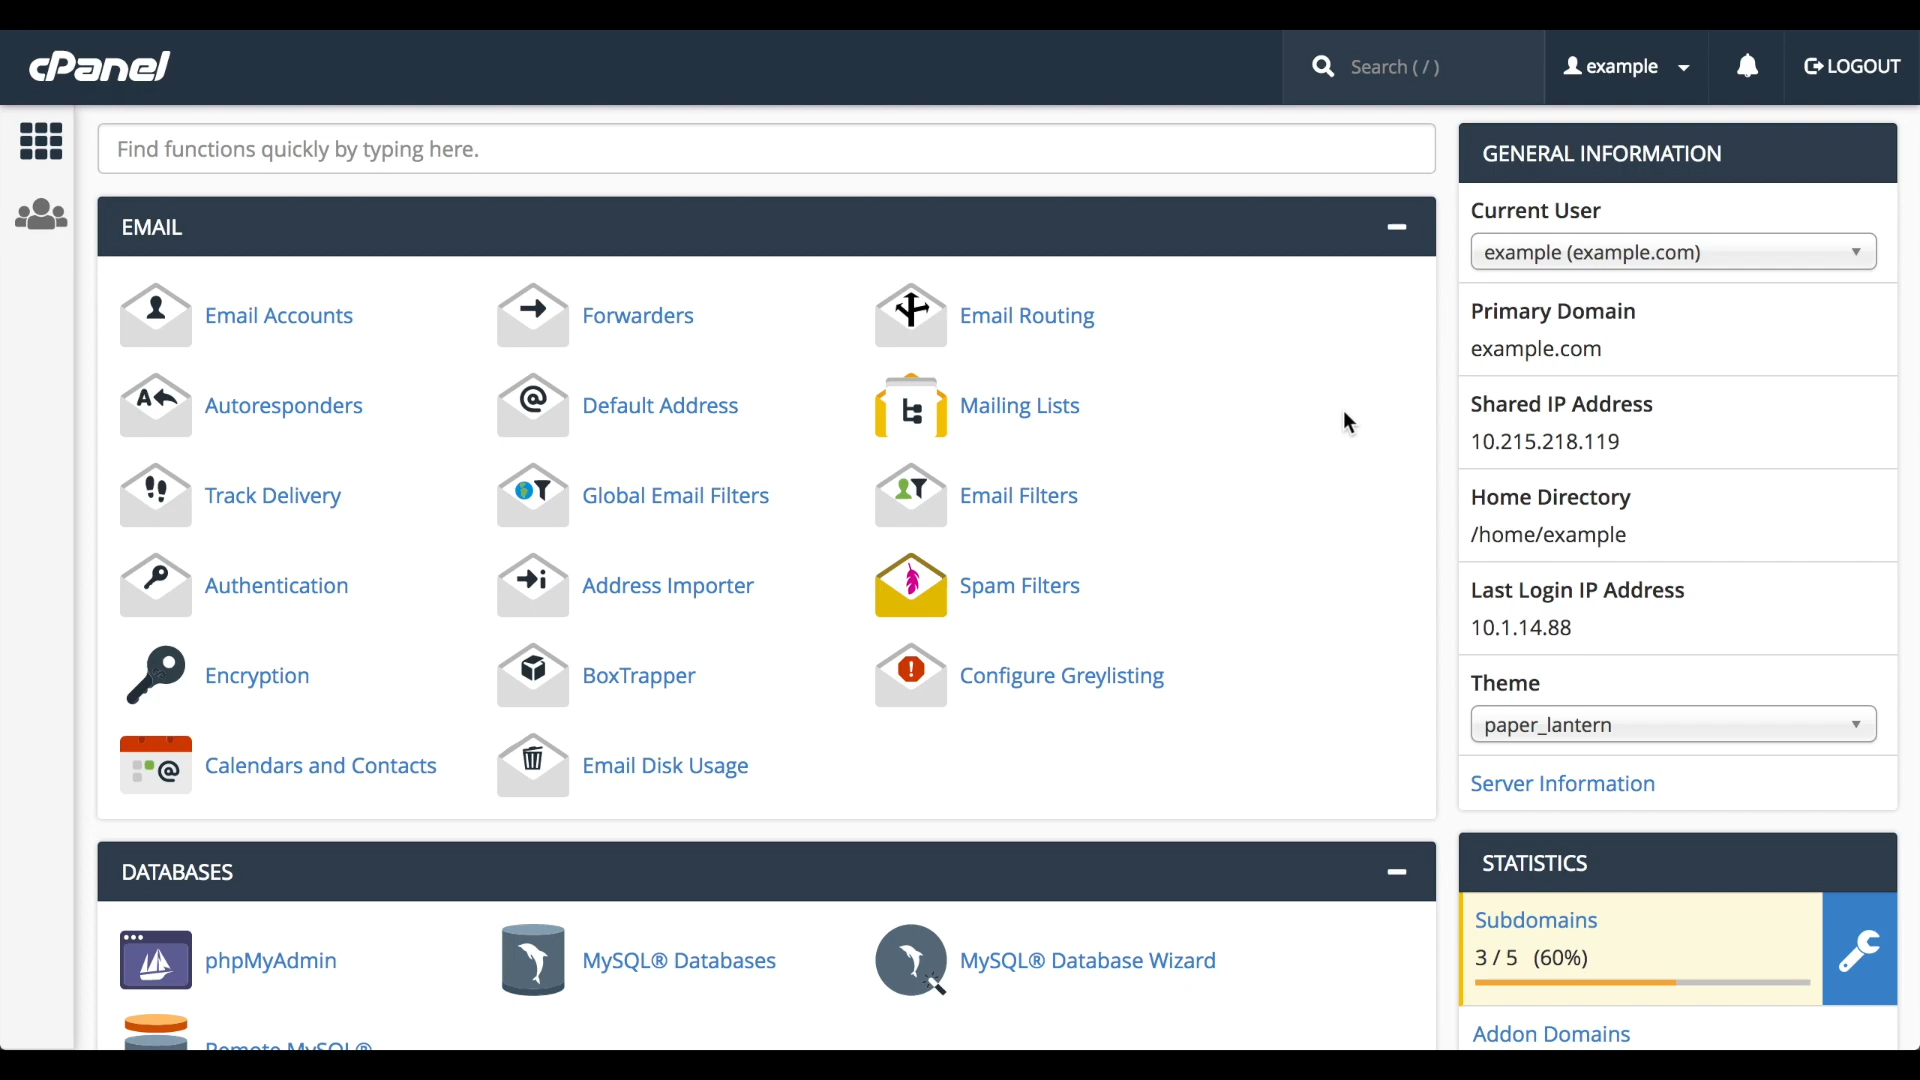 cPanel
Search ( / )
example
LOGOUT
Find functions quickly by typing here.
EMAIL
Email Accounts
Forwarders
Email Routing
Autoresponders
Default Address
Mailing Lists
Track Delivery
Global Email Filters
Email Filters
Authentication
Address Importer
Spam Filters
Encryption
BoxTrapper
Configure Greylisting
Calendars and Contacts
Email Disk Usage
DATABASES
phpMyAdmin
MySQL® Databases
MySQL® Database Wizard
Remote MySQL®
GENERAL INFORMATION
Current User
example (example.com)
Primary Domain
example.com
Shared IP Address
10.215.218.119
Home Directory
/home/example
Last Login IP Address
10.1.14.88
Theme
paper_lantern
Server Information
STATISTICS
Subdomains
3 / 5 (60%)
Addon Domains